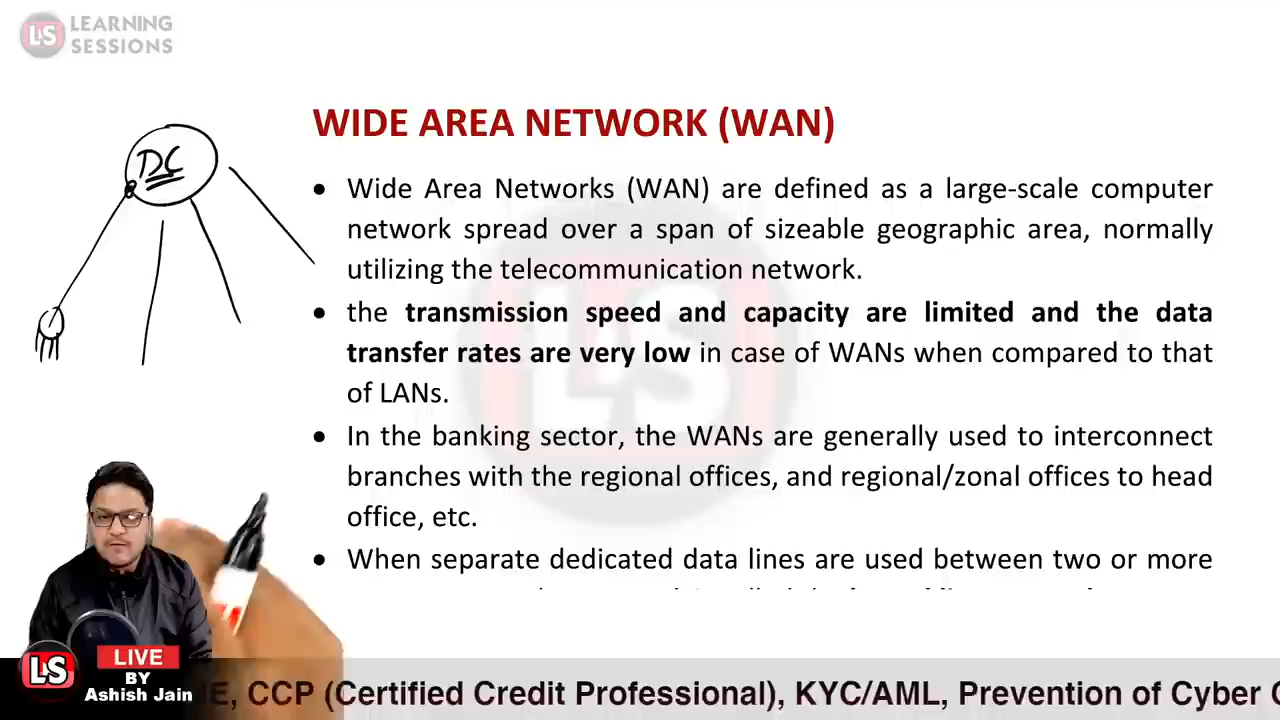 LEARNING
SESSIONS
WIDE AREA NETWORK (WAN)
DC
• Wide Area Networks (WAN) are defined as a large-scale computer
network spread over a span of sizeable geographic area, normally
utilizing the telecommunication network.
• the transmission speed and capacity are limited and the data
transfer rates are very low in case of WANs when compared to that
of LANs.
• In the banking sector, the WANs are generally used to interconnect
branches with the regional offices, and regional/zonal offices to head
office, etc.
• When separate dedicated data lines are used between two or more
LS
LIVE
BY
Ashish Jain
CCP (Certified Credit Professional), KYC/AML, Prevention of Cyber